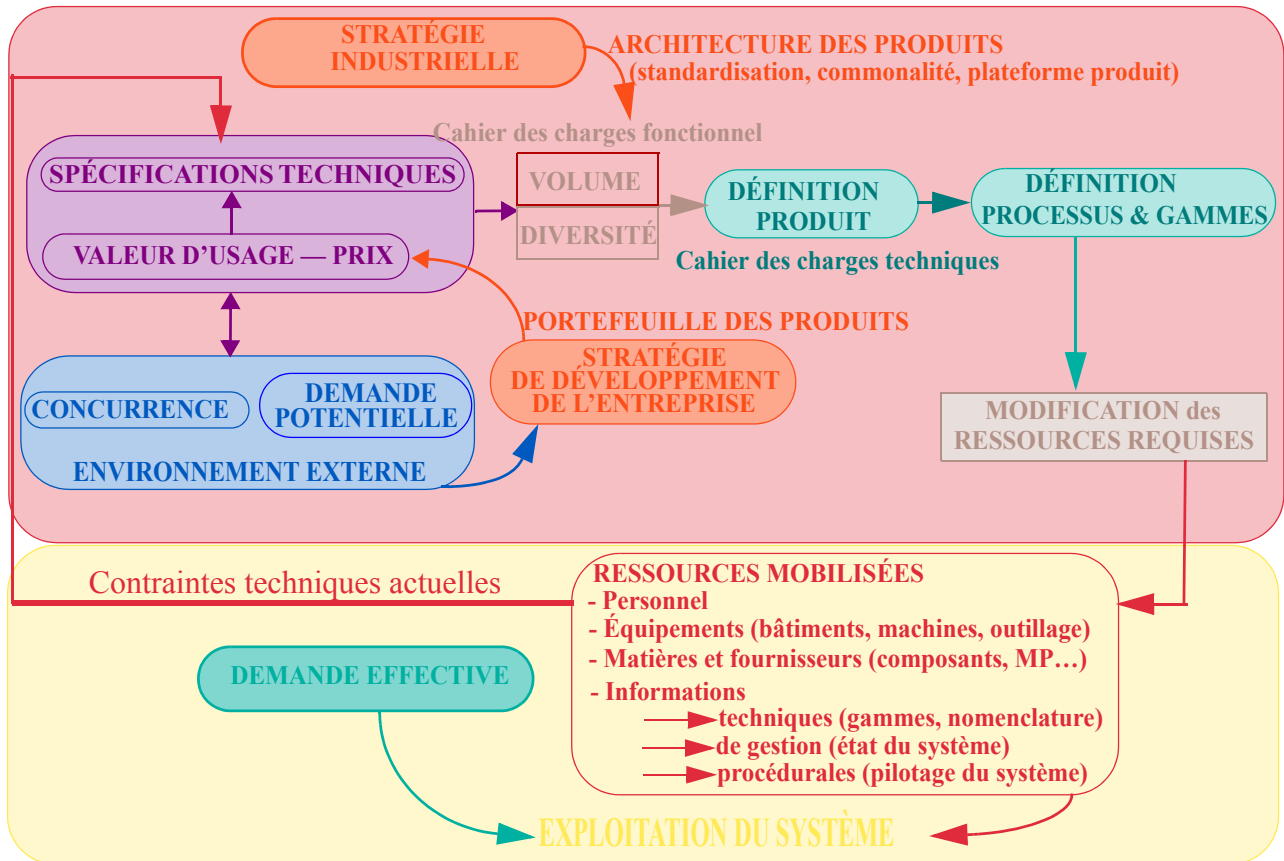 STRATÉGIE
INDUSTRIELLE
ARCHITECTURE DES PRODUITS
(standardisation, commonalité, plateforme produit)
Cahier des charges fonctionnel
SPÉCIFICATIONS TECHNIQUES
VALEUR D’USAGE — PRIX
VOLUME
DIVERSITÉ
DÉFINITION
PRODUIT
Cahier des charges techniques
DÉFINITION
PROCESSUS & GAMMES
PORTEFEUILLE DES PRODUITS
STRATÉGIE
DE DÉVELOPPEMENT
DE L’ENTREPRISE
CONCURRENCE
DEMANDE
POTENTIELLE
ENVIRONNEMENT EXTERNE
MODIFICATION des
RESSOURCES REQUISES
Contraintes techniques actuelles
RESSOURCES MOBILISÉES
- Personnel
- Équipements (bâtiments, machines, outillage)
- Matières et fournisseurs (composants, MP…)
- Informations
techniques (gammes, nomenclature)
de gestion (état du système)
procédurales (pilotage du système)
DEMANDE EFFECTIVE
EXPLOITATION DU SYSTÈME